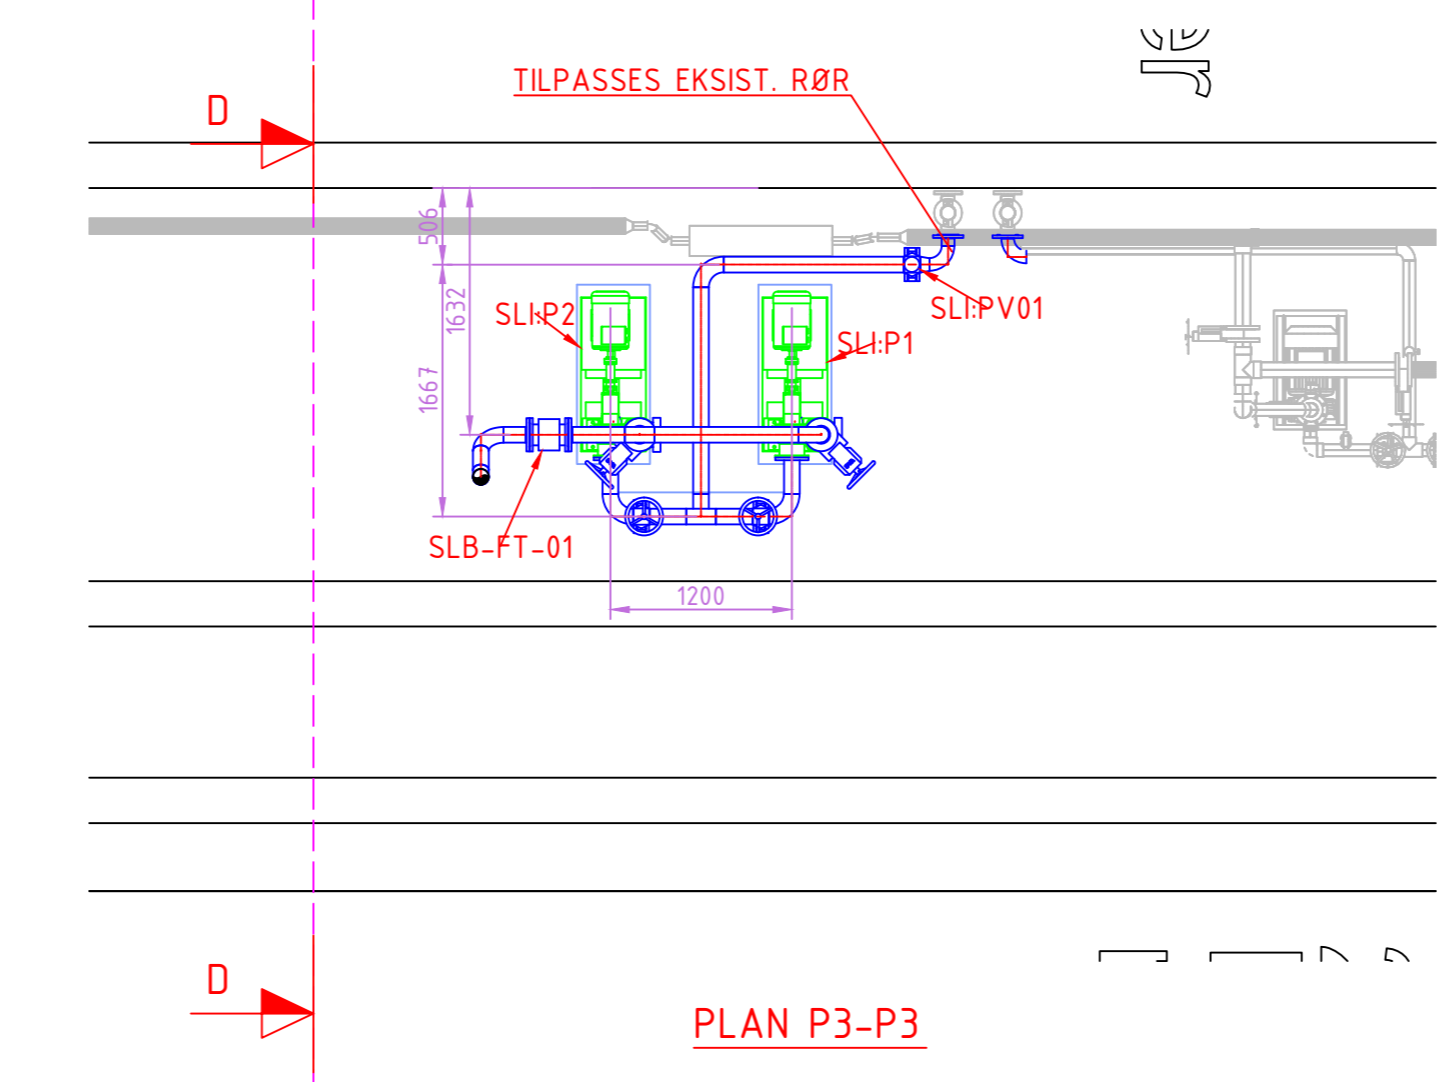 TILPASSES EKSIST. RØR
D
506
1632
1667
SLI:P2
SLI:P1
SLI:PV01
SLB-FT-01
1200
D
PLAN P3-P3